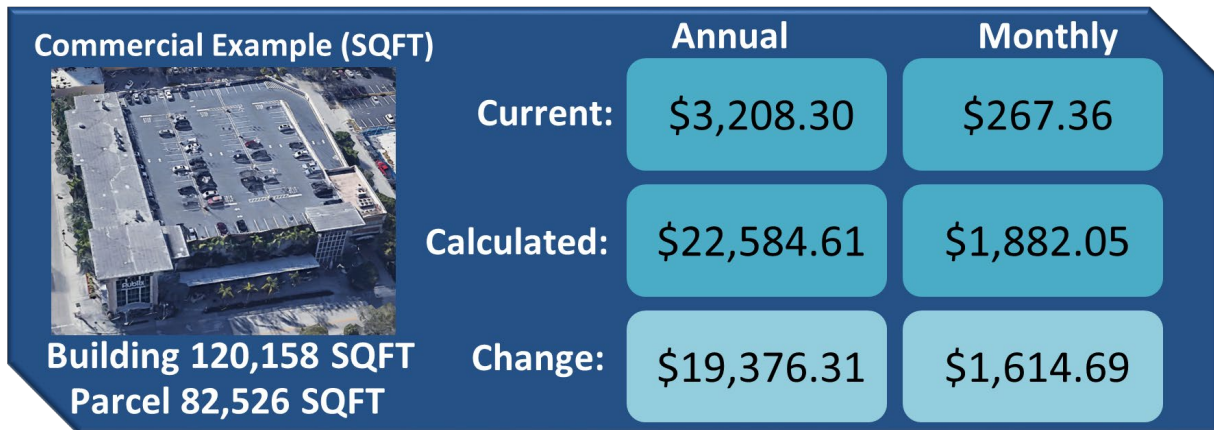 Commercial Example (SQFT)
Annual Monthly
Current: $3,208.30 $267.36
Calculated: $22,584.61 $1,882.05
Publix
Building 120,158 SQFT
Parcel 82,526 SQFT
Change: $19,376.31 $1,614.69